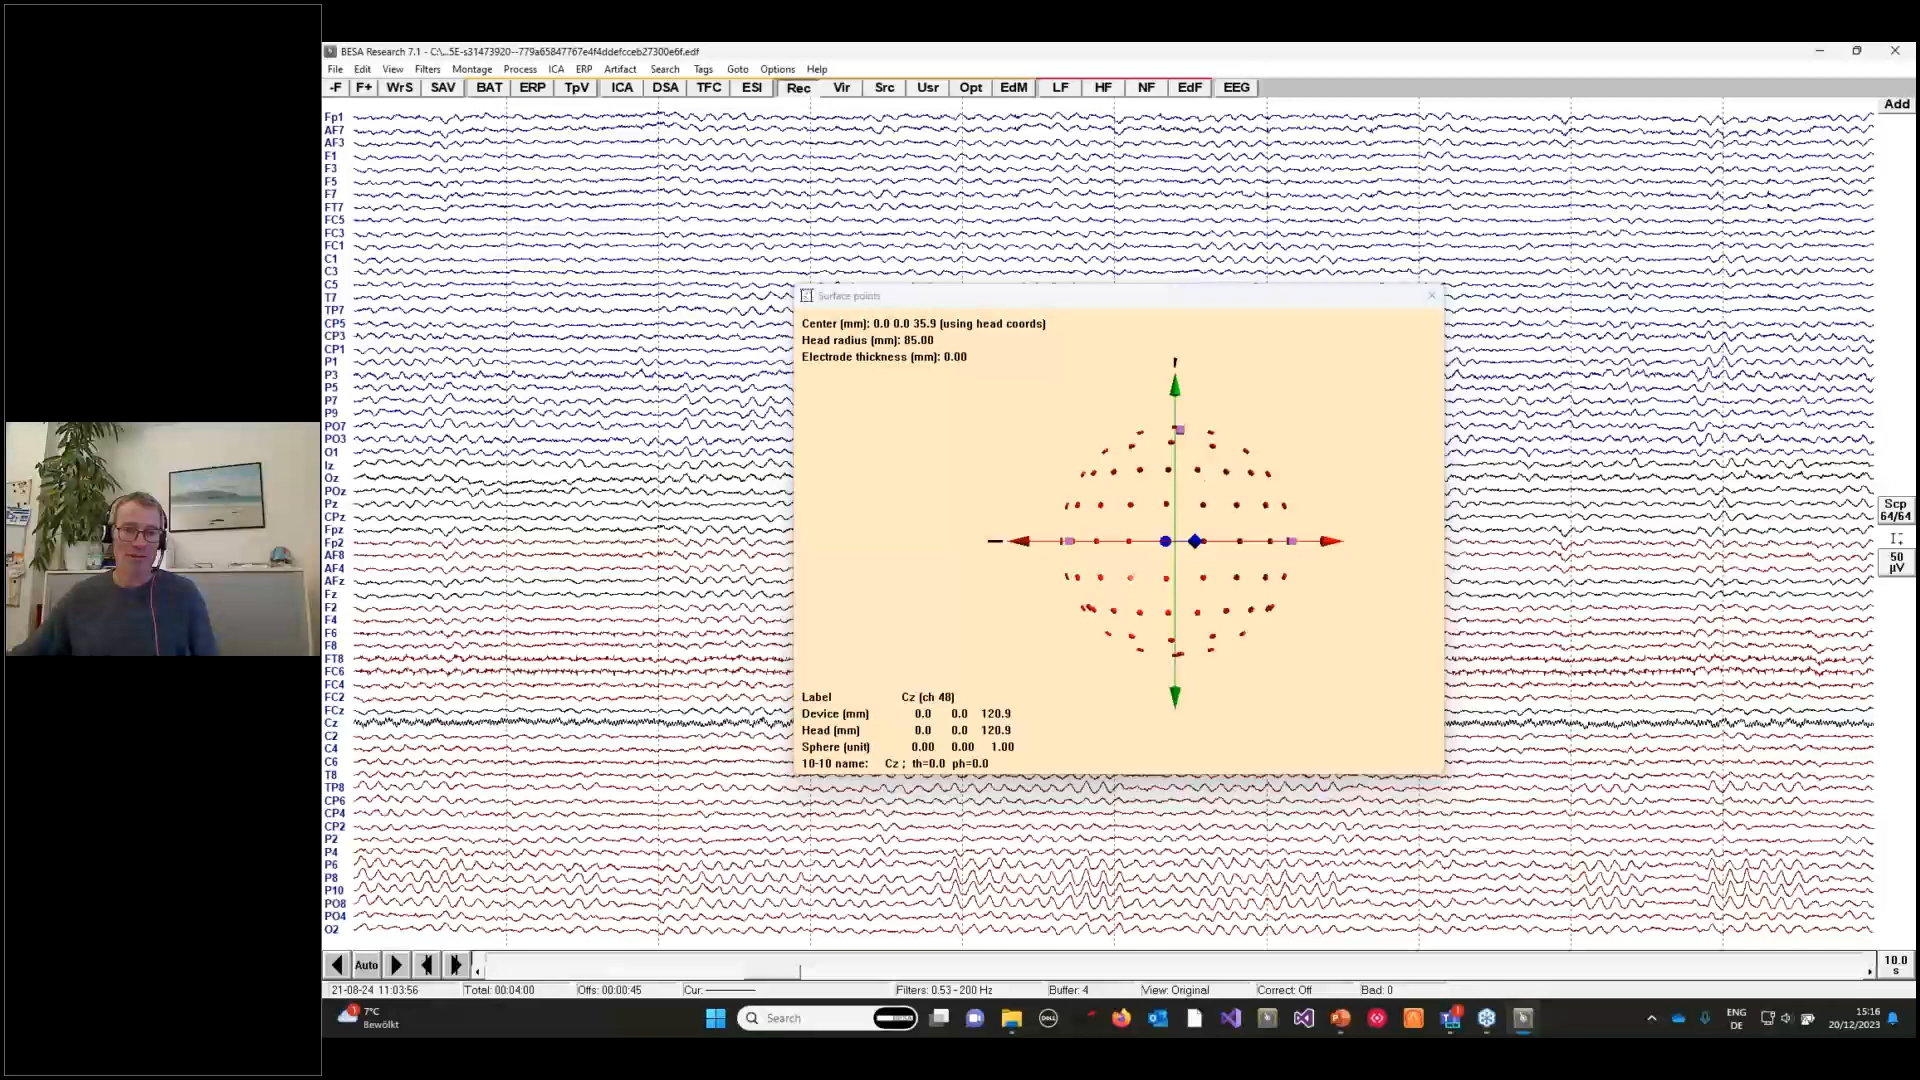 BESA Research 7.1 - C:\...5E-s31473920--779a65847767e4f4ddefcceb27300e6f.edf
File Edit View Filters Montage Process ICA ERP Artifact Search Tags Goto Options Help
-F F+ WrS SAV BAT ERP TpV ICA DSA TFC ESI Rec Vir Src Usr Opt EdM LF HF NF EdF EEG
Add
Fp1
AF7
AF3
F1
F3
F5
F7
FT7
FC5
FC3
FC1
C1
C3
C5
T7
TP7
CP5
CP3
CP1
P1
P3
P5
P7
P9
PO7
PO3
O1
Iz
Oz
POz
Pz
CPz
Fpz
Fp2
AF8
AF4
AFz
Fz
F2
F4
F6
F8
FT8
FC6
FC4
FC2
FCz
Cz
C2
C4
C6
T8
TP8
CP6
CP4
CP2
P2
P4
P6
P8
P10
PO8
PO4
O2
Surface points
Center (mm): 0.0 0.0 35.9 (using head coords)
Head radius (mm): 85.00
Electrode thickness (mm): 0.00
Label Cz (ch 48)
Device (mm) 0.0 0.0 120.9
Head (mm) 0.0 0.0 120.9
Sphere (unit) 0.00 0.00 1.00
10-10 name: Cz ; th=0.0 ph=0.0
Scp
64/64
50
µV
Auto
10.0
s
21-08-24 11:03:56 Total: 00:04:00 Offs: 00:00:45 Cur: Filters: 0.53 - 200 Hz Buffer: 4 View: Original Correct: Off Bad: 0
1
7°C
Bewölkt
Search
DELL
ENG
DE
15:16
20/12/2023